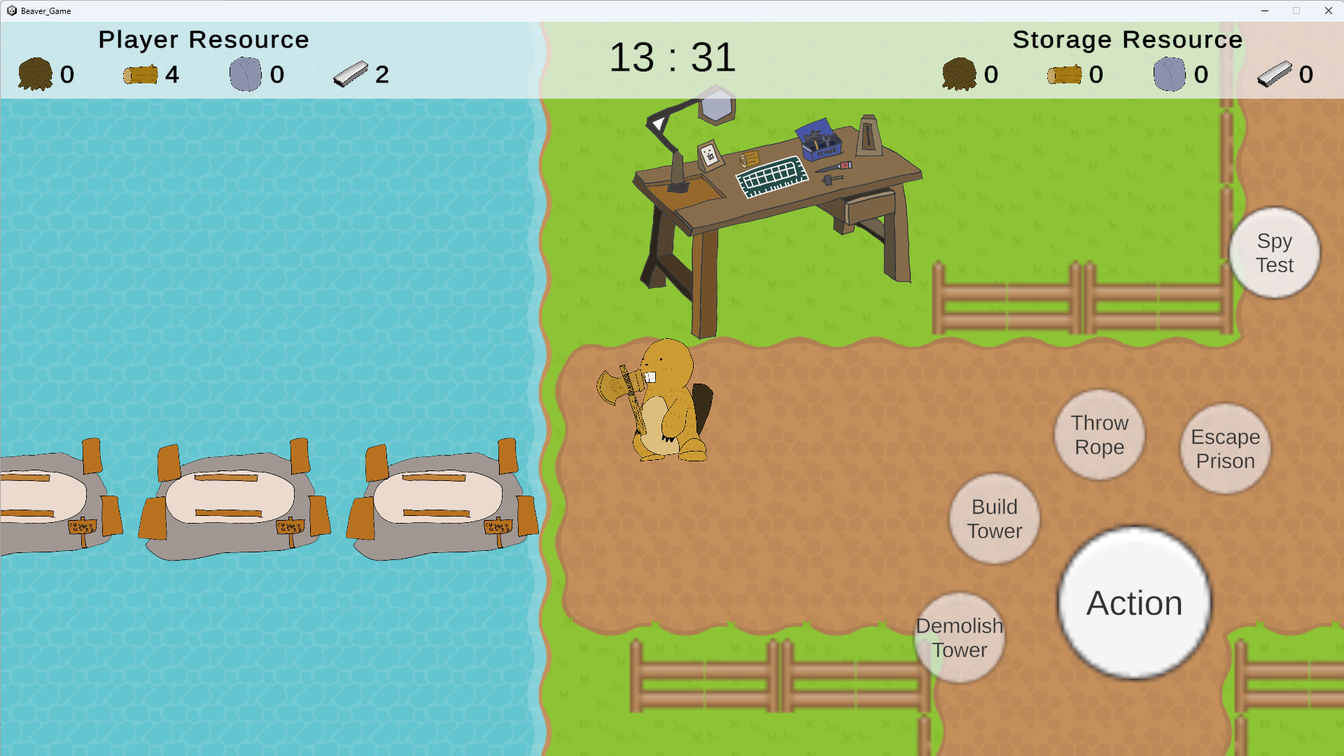 Beaver_Game
Player Resource
0 4 0 2
13 : 31
Storage Resource
0 0 0 0
Spy
Test
Throw
Rope
Escape
Prison
Build
Tower
Action
Demolish
Tower